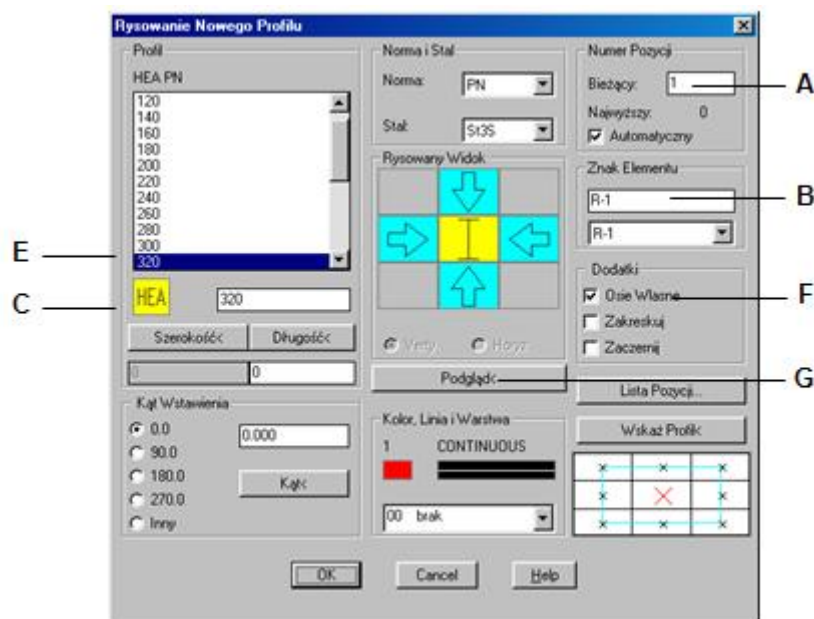 Rysowanie Nowego Profilu
Profil
HEA PN
120
140
160
180
200
220
240
260
280
300
320
HEA
320
Szerokość<
Długość<
0
0
Kąt Wstawienia
0.0
90.0
180.0
270.0
Inny
0.000
Kąt<
Norma i Stal
Norma:
PN
Stal:
St3S
Rysowany Widok
Verty.
Horyz.
Podgląd<
Kolor, Linia i Warstwa
1
CONTINUOUS
00 brak
Numer Pozycji
Bieżący:
1
Najwyższy:
0
Automatyczny
Znak Elementu
R-1
R-1
Dodatki
Osie Własne
Zakreskuj
Zaczernij
Lista Pozycji...
Wskaż Profil<
OK
Cancel
Help
A
B
E
C
F
G